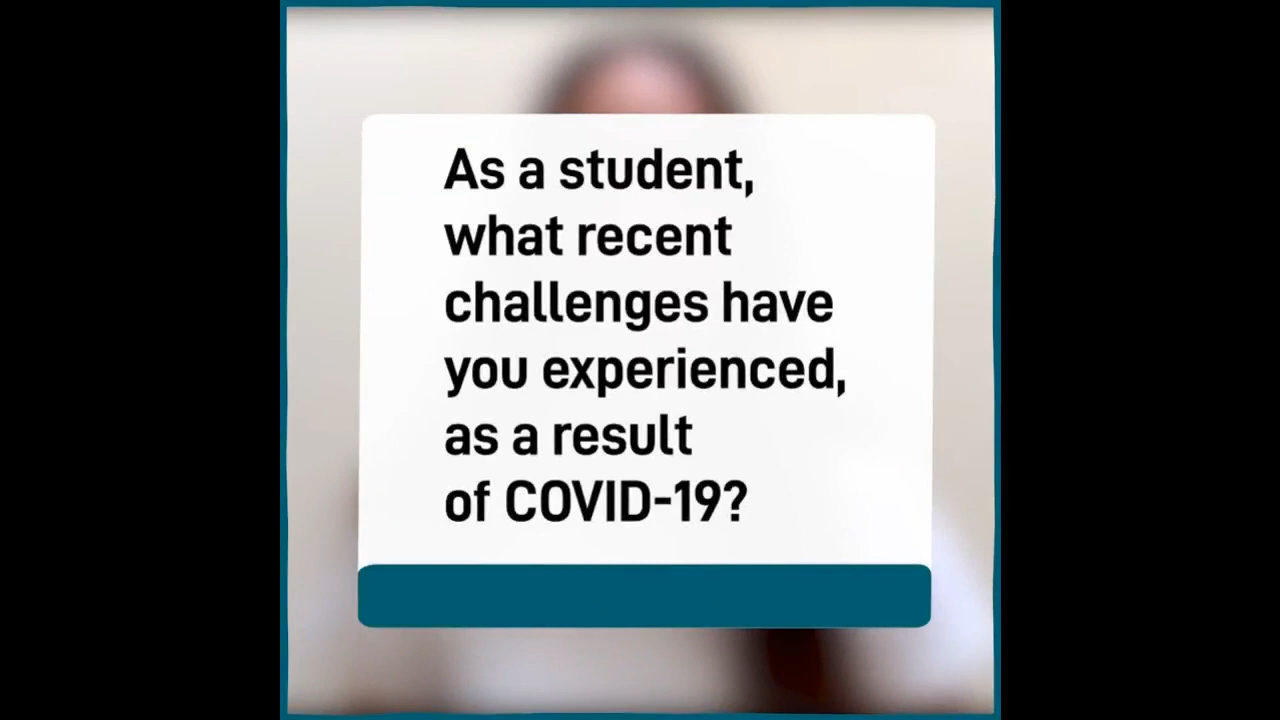 As a student,
what recent
challenges have
you experienced,
as a result
of COVID-19?